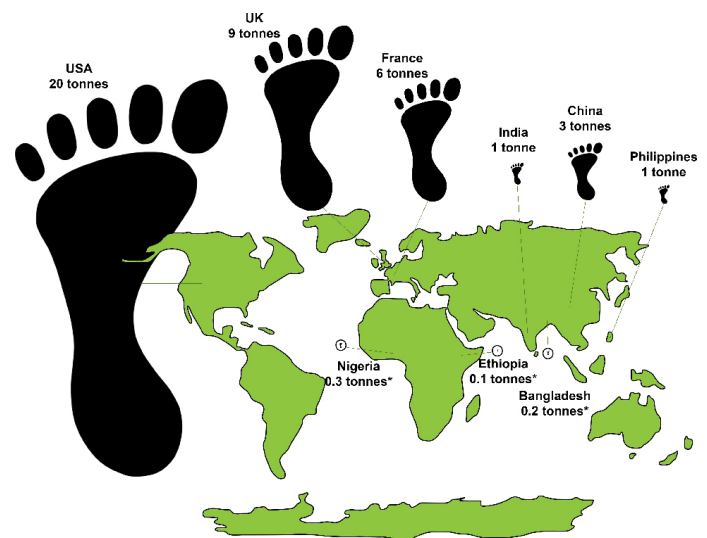 UK
9 tonnes
USA
20 tonnes
France
6 tonnes
India
1 tonne
China
3 tonnes
Philippines
1 tonne
Nigeria
0.3 tonnes*
Ethiopia
0.1 tonnes*
Bangladesh
0.2 tonnes*